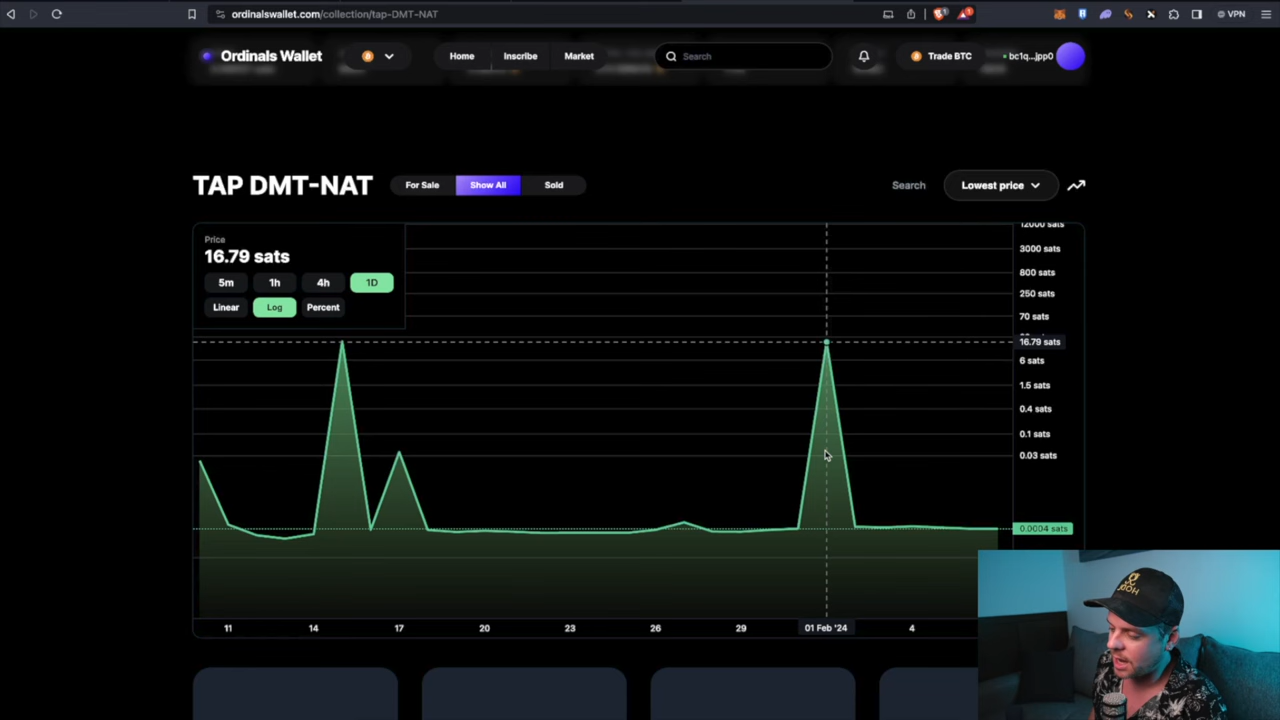 ordinalswallet.com/collection/tap-DMT-NAT
VPN
Ordinals Wallet
Home
Inscribe
Market
Search
Trade BTC
bc1q...jpp0
TAP DMT-NAT
For Sale
Show All
Sold
Search
Lowest price
Price
16.79 sats
5m
1h
4h
1D
Linear
Log
Percent
12000 sats
3000 sats
800 sats
250 sats
70 sats
16.79 sats
6 sats
1.5 sats
0.4 sats
0.1 sats
0.03 sats
0.0004 sats
11
14
17
20
23
26
29
01 Feb '24
4